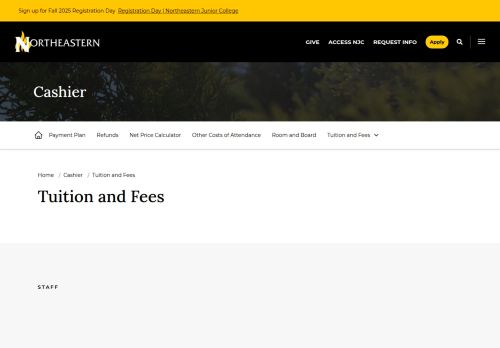 Sign up for Fall 2025 Registration Day Registration Day | Northeastern Junior College
NORTHEASTERN
GIVE ACCESS NJC REQUEST INFO Apply
Cashier
Payment Plan Refunds Net Price Calculator Other Costs of Attendance Room and Board Tuition and Fees
Home / Cashier / Tuition and Fees
Tuition and Fees
STAFF